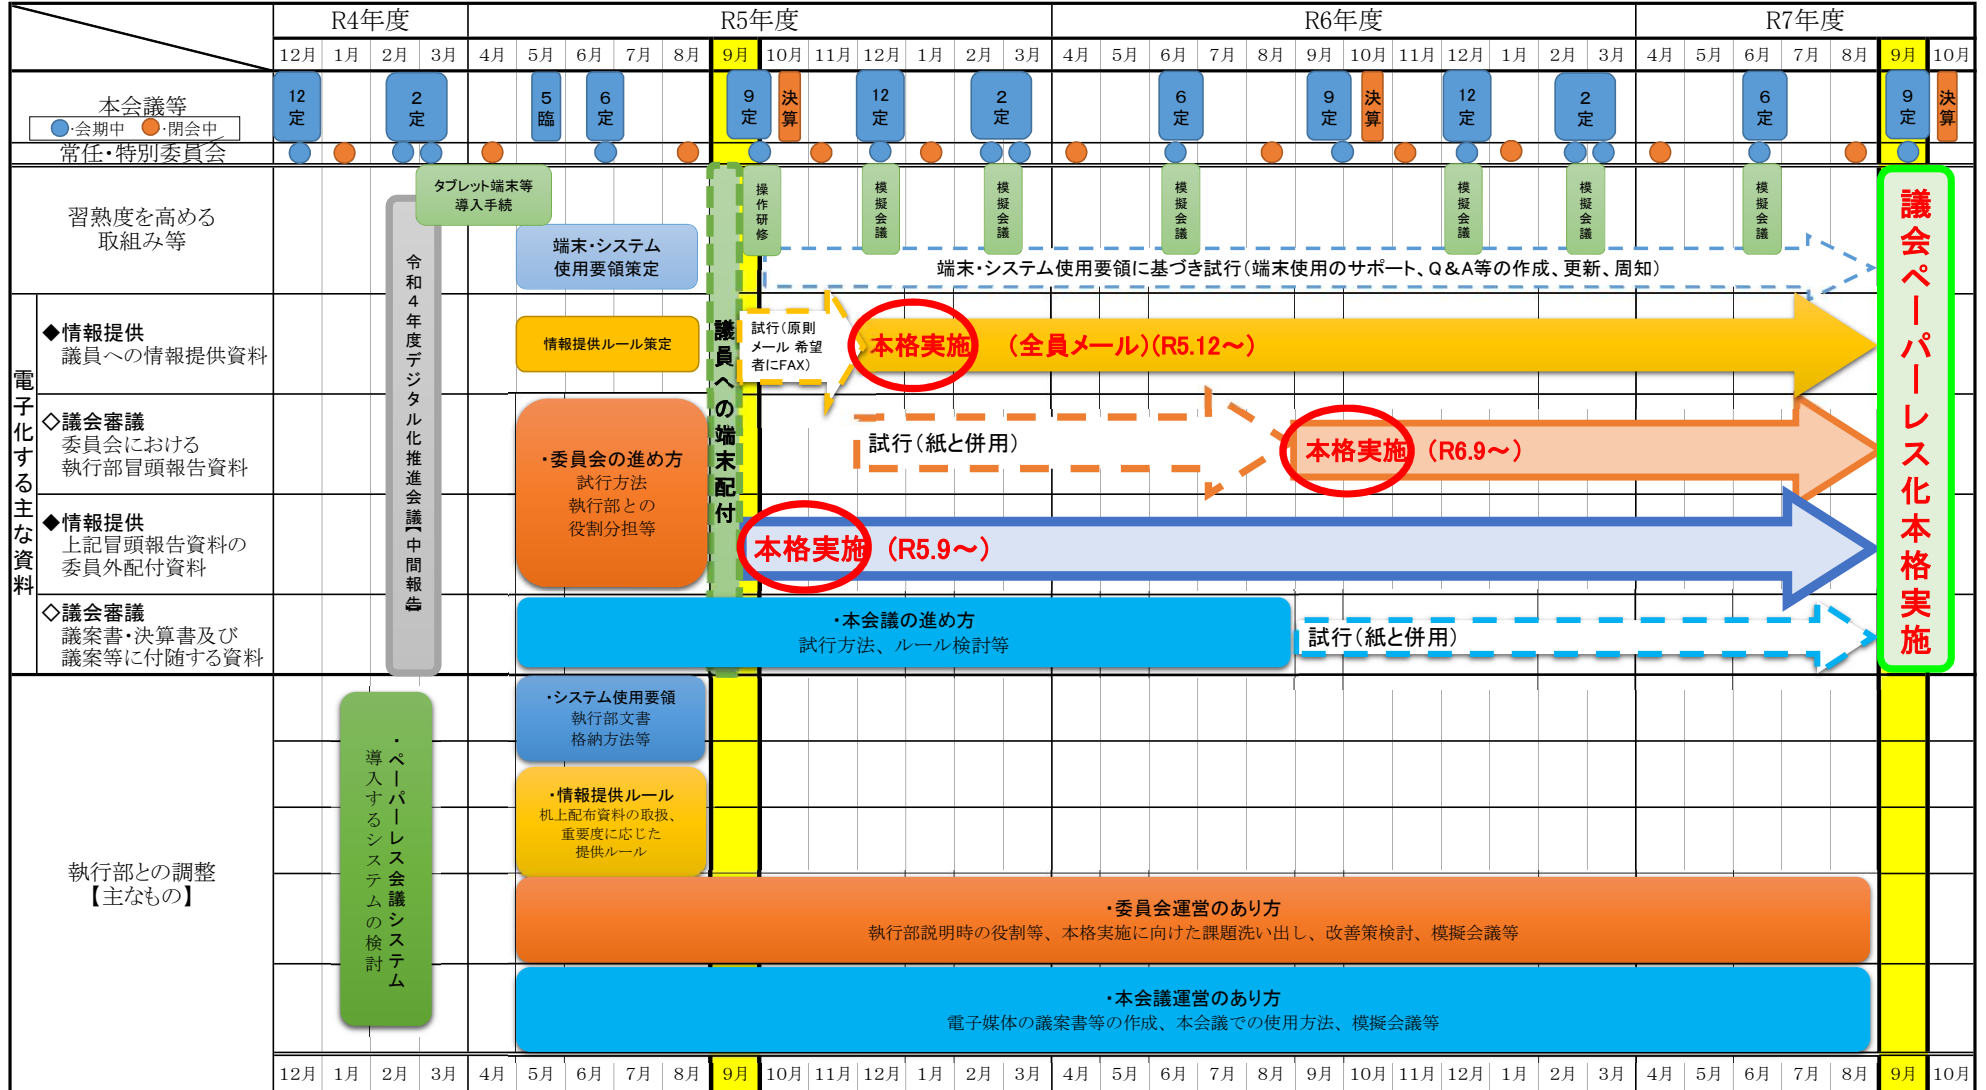 R4年度
R5年度
R6年度
R7年度
12月 1月 2月 3月 4月 5月 6月 7月 8月 9月 10月 11月 12月 1月 2月 3月 4月 5月 6月 7月 8月 9月 10月 11月 12月 1月 2月 3月 4月 5月 6月 7月 8月 9月 10月
本会議等
・会期中 ・閉会中
12定
2定
5臨
6定
9定
決算
12定
2定
6定
9定
決算
12定
2定
6定
9定
決算
常任・特別委員会
習熟度を高める
取組み等
タブレット端末等
導入手続
端末・システム
使用要領策定
操作研修
模擬会議
模擬会議
模擬会議
模擬会議
模擬会議
模擬会議
端末・システム使用要領に基づき試行(端末使用のサポート、Q&A等の作成、更新、周知)
令和4年度デジタル化推進会議【中間報告】
議員への端末配付
議会ペーパーレス化本格実施
電子化する主な資料
◆情報提供
議員への情報提供資料
情報提供ルール策定
試行(原則
メール 希望
者にFAX)
本格実施 (全員メール)(R5.12～)
◇議会審議
委員会における
執行部冒頭報告資料
・委員会の進め方
試行方法
執行部との
役割分担等
試行(紙と併用)
本格実施 (R6.9～)
◆情報提供
上記冒頭報告資料の
委員外配付資料
本格実施 (R5.9～)
◇議会審議
議案書・決算書及び
議案等に付随する資料
・本会議の進め方
試行方法、ルール検討等
試行(紙と併用)
執行部との調整
【主なもの】
・ペーパーレス会議システム
導入するシステムの検討
・システム使用要領
執行部文書
格納方法等
・情報提供ルール
机上配布資料の取扱、
重要度に応じた
提供ルール
・委員会運営のあり方
執行部説明時の役割等、本格実施に向けた課題洗い出し、改善策検討、模擬会議等
・本会議運営のあり方
電子媒体の議案書等の作成、本会議での使用方法、模擬会議等
12月 1月 2月 3月 4月 5月 6月 7月 8月 9月 10月 11月 12月 1月 2月 3月 4月 5月 6月 7月 8月 9月 10月 11月 12月 1月 2月 3月 4月 5月 6月 7月 8月 9月 10月